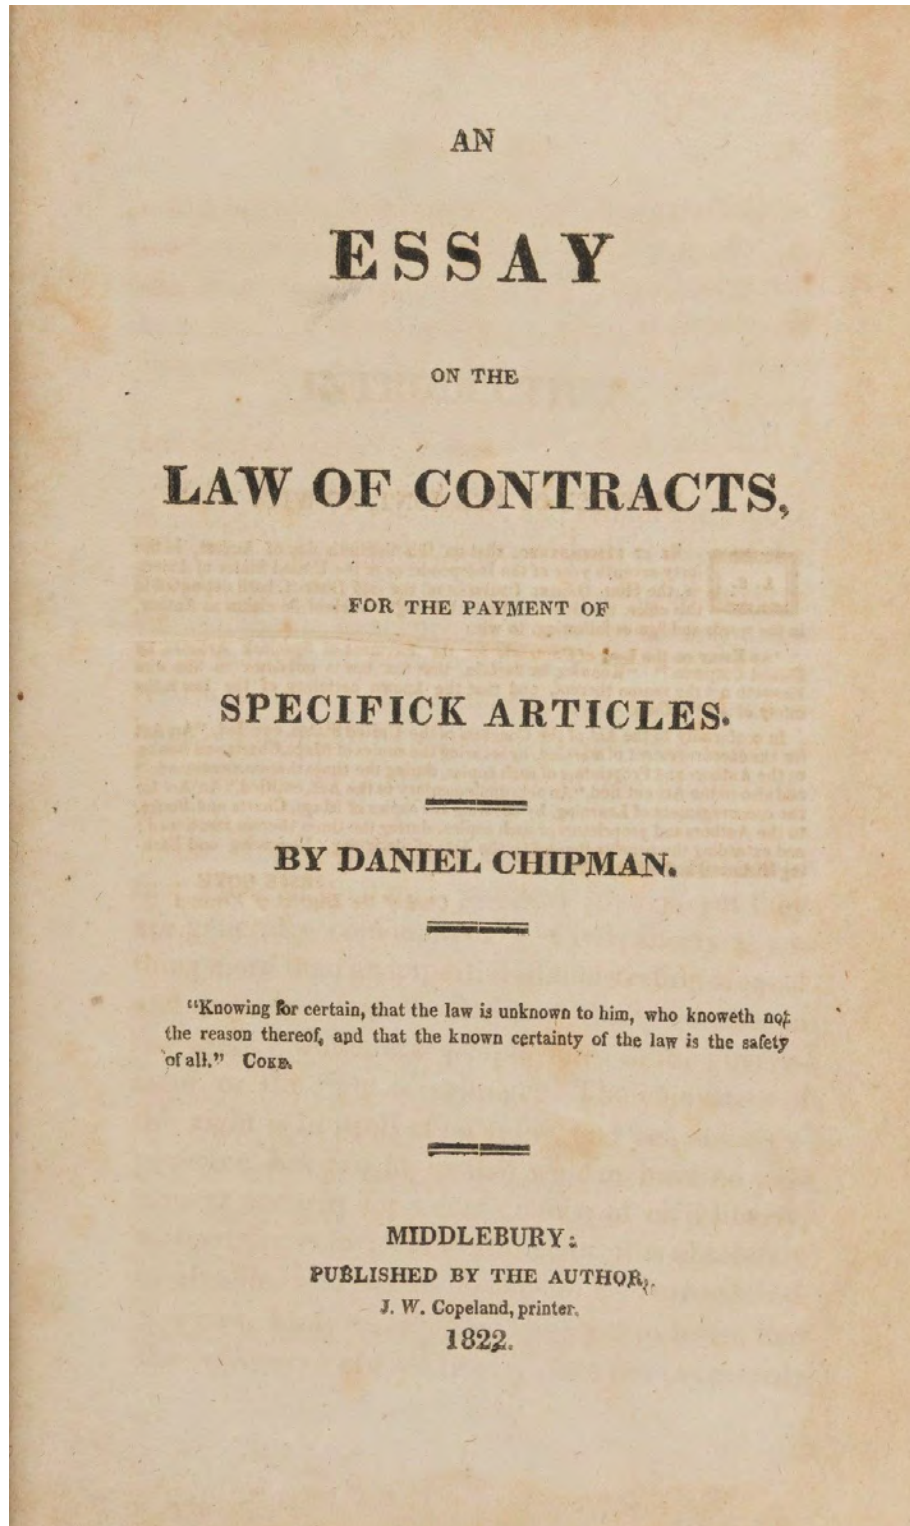 AN
ESSAY
ON THE
LAW OF CONTRACTS,
FOR THE PAYMENT OF
SPECIFICK ARTICLES.
BY DANIEL CHIPMAN.
"Knowing for certain, that the law is unknown to him, who knoweth not
the reason thereof, and that the known certainty of the law is the safety
of all." COKE.
MIDDLEBURY:
PUBLISHED BY THE AUTHOR,
J. W. Copeland, printer.
1822.